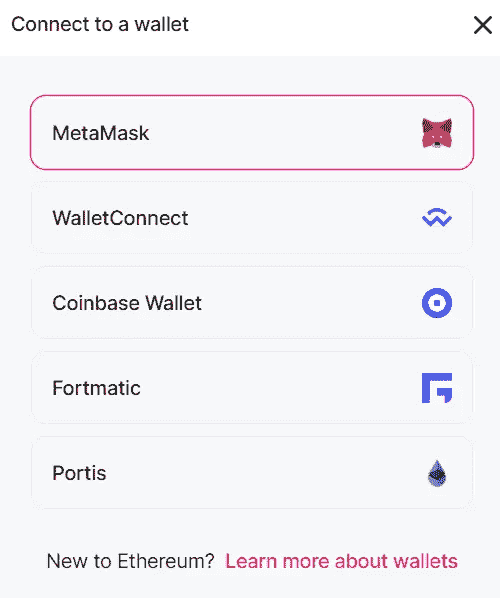 Connect to a wallet
MetaMask
WalletConnect
Coinbase Wallet
Fortmatic
Portis
New to Ethereum? Learn more about wallets